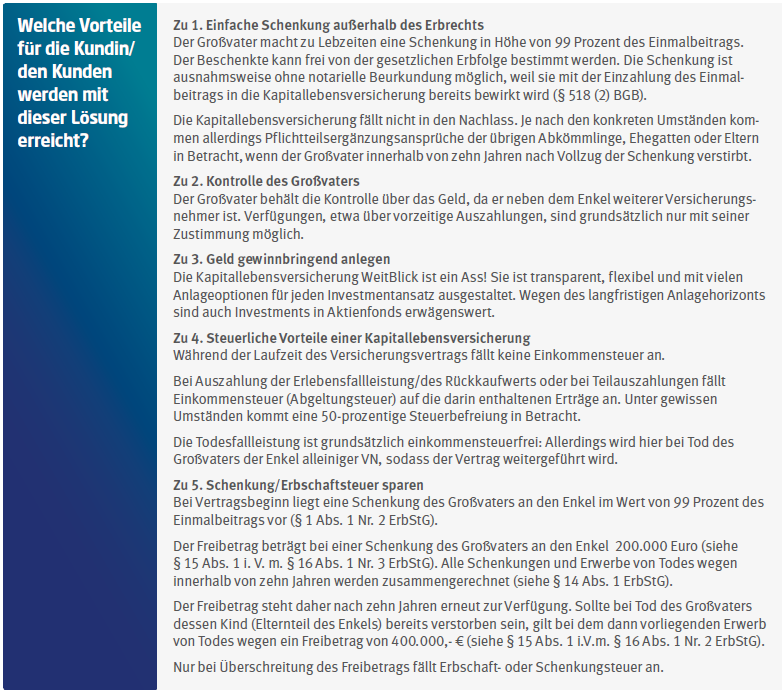 Welche Vorteile
für die Kundin/
den Kunden
werden mit
dieser Lösung
erreicht?
Zu 1. Einfache Schenkung außerhalb des Erbrechts
Der Großvater macht zu Lebzeiten eine Schenkung in Höhe von 99 Prozent des Einmalbeitrags.
Der Beschenkte kann frei von der gesetzlichen Erbfolge bestimmt werden. Die Schenkung ist
ausnahmsweise ohne notarielle Beurkundung möglich, weil sie mit der Einzahlung des Einmal-
beitrags in die Kapitallebensversicherung bereits bewirkt wird (§ 518 (2) BGB).
Die Kapitallebensversicherung fällt nicht in den Nachlass. Je nach den konkreten Umständen kom-
men allerdings Pflichtteilsergänzungsansprüche der übrigen Abkömmlinge, Ehegatten oder Eltern
in Betracht, wenn der Großvater innerhalb von zehn Jahren nach Vollzug der Schenkung verstirbt.
Zu 2. Kontrolle des Großvaters
Der Großvater behält die Kontrolle über das Geld, da er neben dem Enkel weiterer Versicherungs-
nehmer ist. Verfügungen, etwa über vorzeitige Auszahlungen, sind grundsätzlich nur mit seiner
Zustimmung möglich.
Zu 3. Geld gewinnbringend anlegen
Die Kapitallebensversicherung WeitBlick ist ein Ass! Sie ist transparent, flexibel und mit vielen
Anlageoptionen für jeden Investmentansatz ausgestattet. Wegen des langfristigen Anlagehorizonts
sind auch Investments in Aktienfonds erwägenswert.
Zu 4. Steuerliche Vorteile einer Kapitallebensversicherung
Während der Laufzeit des Versicherungsvertrags fällt keine Einkommensteuer an.
Bei Auszahlung der Erlebensfallleistung/des Rückkaufwerts oder bei Teilauszahlungen fällt
Einkommensteuer (Abgeltungsteuer) auf die darin enthaltenen Erträge an. Unter gewissen
Umständen kommt eine 50-prozentige Steuerbefreiung in Betracht.
Die Todesfallleistung ist grundsätzlich einkommensteuerfrei: Allerdings wird hier bei Tod des
Großvaters der Enkel alleiniger VN, sodass der Vertrag weitergeführt wird.
Zu 5. Schenkung/Erbschaftsteuer sparen
Bei Vertragsbeginn liegt eine Schenkung des Großvaters an den Enkel im Wert von 99 Prozent des
Einmalbeitrags vor (§ 1 Abs. 1 Nr. 2 ErbStG).
Der Freibetrag beträgt bei einer Schenkung des Großvaters an den Enkel 200.000 Euro (siehe
§ 15 Abs. 1 i. V. m. § 16 Abs. 1 Nr. 3 ErbStG). Alle Schenkungen und Erwerbe von Todes wegen
innerhalb von zehn Jahren werden zusammengerechnet (siehe § 14 Abs. 1 ErbStG).
Der Freibetrag steht daher nach zehn Jahren erneut zur Verfügung. Sollte bei Tod des Großvaters
dessen Kind (Elternteil des Enkels) bereits verstorben sein, gilt bei dem dann vorliegenden Erwerb
von Todes wegen ein Freibetrag von 400.000,- € (siehe § 15 Abs. 1 i.V.m. § 16 Abs. 1 Nr. 2 ErbStG).
Nur bei Überschreitung des Freibetrags fällt Erbschaft- oder Schenkungsteuer an.